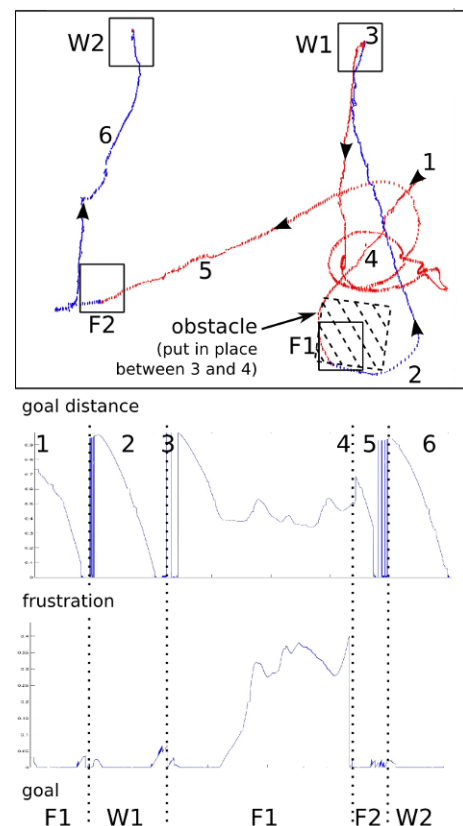 W2
W1
3
6
1
4
5
obstacle
(put in place
between 3 and 4)
F2
F1
2
goal distance
1 2 3 4 5 6
frustration
goal
F1 W1 F1 F2 W2